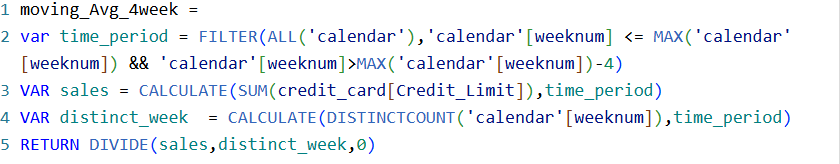 1 moving_Avg_4week =
2 var time_period = FILTER(ALL('calendar'),'calendar'[weeknum] <= MAX('calendar'
[weeknum]) && 'calendar'[weeknum]>MAX('calendar'[weeknum])-4)
3 VAR sales = CALCULATE(SUM(credit_card[Credit_Limit]),time_period)
4 VAR distinct_week  = CALCULATE(DISTINCTCOUNT('calendar'[weeknum]),time_period)
5 RETURN DIVIDE(sales,distinct_week,0)